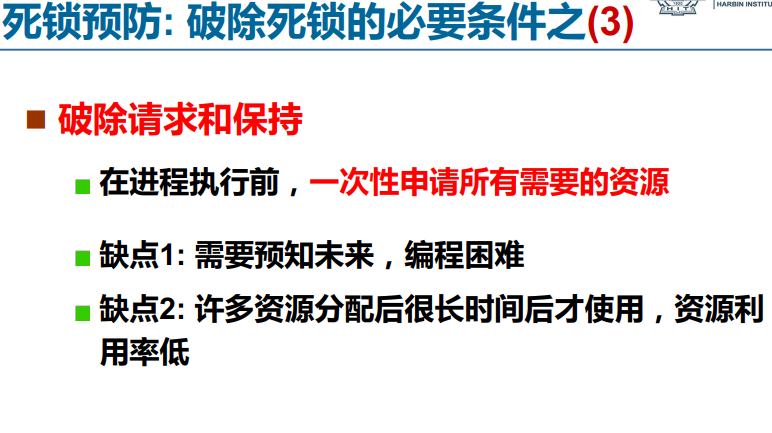 死锁预防: 破除死锁的必要条件之(3)
HARBIN INSTITU
HIT
破除请求和保持
在进程执行前，一次性申请所有需要的资源
缺点1: 需要预知未来，编程困难
缺点2: 许多资源分配后很长时间后才使用，资源利
用率低